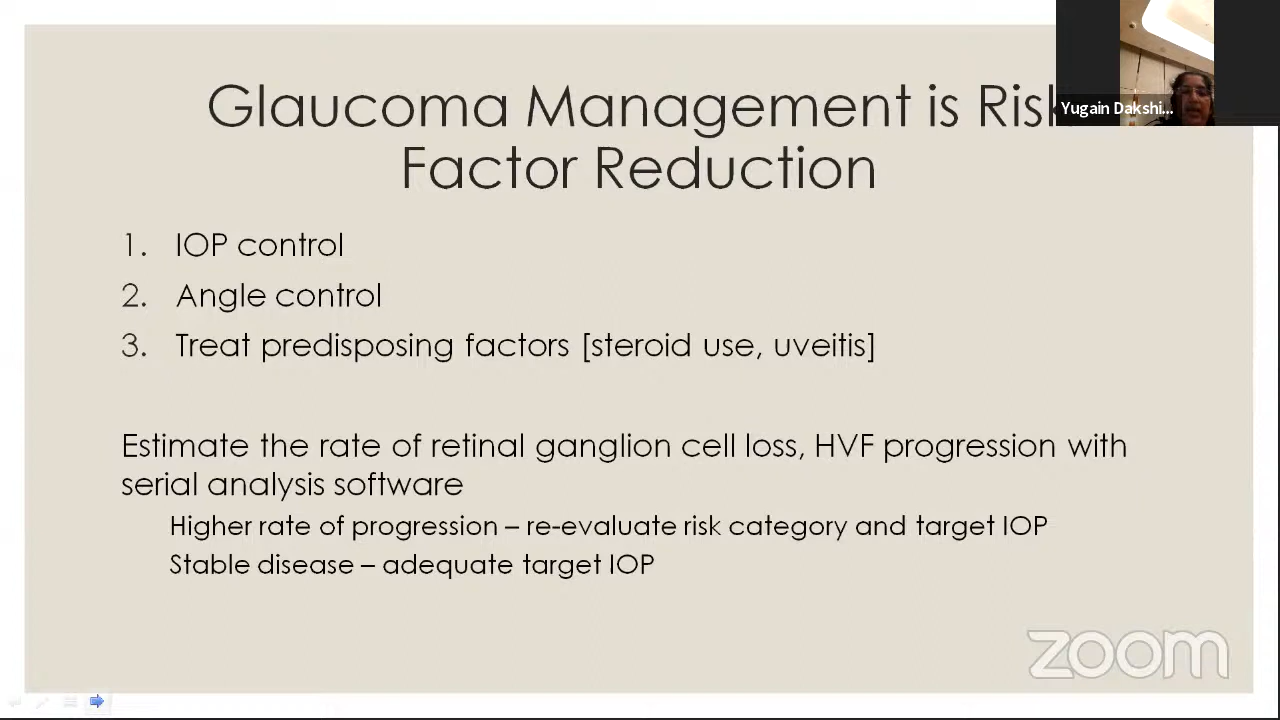 Glaucoma Management is Risk
Factor Reduction
Yugain Dakshi...
1. IOP control
2. Angle control
3. Treat predisposing factors [steroid use, uveitis]
Estimate the rate of retinal ganglion cell loss, HVF progression with
serial analysis software
Higher rate of progression – re-evaluate risk category and target IOP
Stable disease – adequate target IOP
zoom